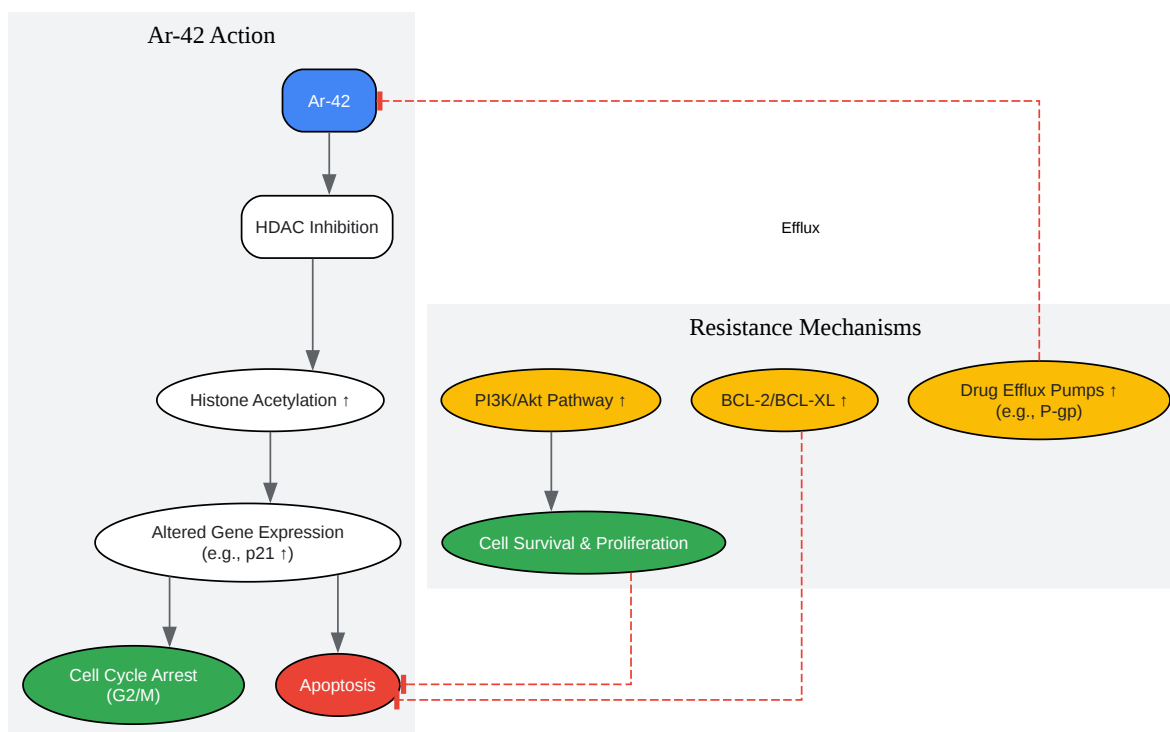 Ar-42 Action
Ar-42
HDAC Inhibition
Efflux
Resistance Mechanisms
Histone Acetylation ↑
PI3K/Akt Pathway ↑
BCL-2/BCL-XL ↑
Drug Efflux Pumps ↑
(e.g., P-gp)
Altered Gene Expression
(e.g., p21 ↑)
Cell Survival & Proliferation
Cell Cycle Arrest
(G2/M)
Apoptosis